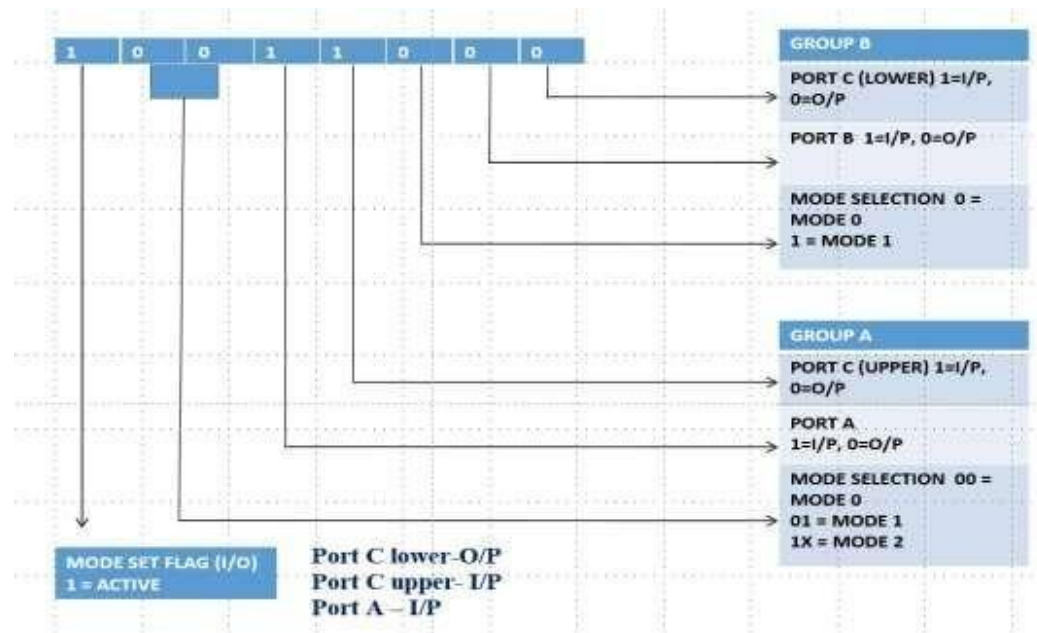 1 0 0 1 1 0 0 0
GROUP B
PORT C (LOWER) 1=I/P,
0=O/P
PORT B 1=I/P, 0=O/P
MODE SELECTION 0 =
MODE 0
1 = MODE 1
GROUP A
PORT C (UPPER) 1=I/P,
0=O/P
PORT A
1=I/P, 0=O/P
MODE SELECTION 00 =
MODE 0
01 = MODE 1
1X = MODE 2
MODE SET FLAG (I/O)
1 = ACTIVE
Port C lower-O/P
Port C upper- I/P
Port A – I/P